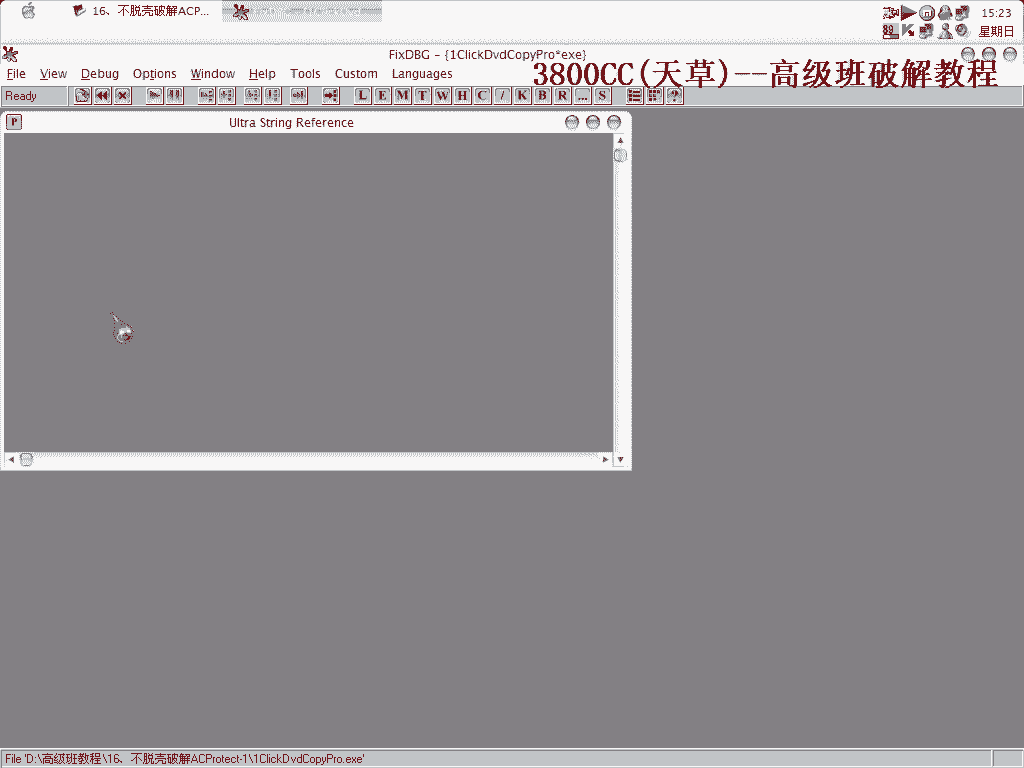 16、不脱壳破解ACP...
15:23
星期日
FixDBG - {1ClickDvdCopyPro*exe}
File View Debug Options Window Help Tools Custom Languages
3800CC(天草)--高级班破解教程
Ready
L E M T W H C / K B R ... S
?
P
Ultra String Reference
File 'D:\高级班教程\16、不脱壳破解ACProtect-1\1ClickDvdCopyPro.exe'